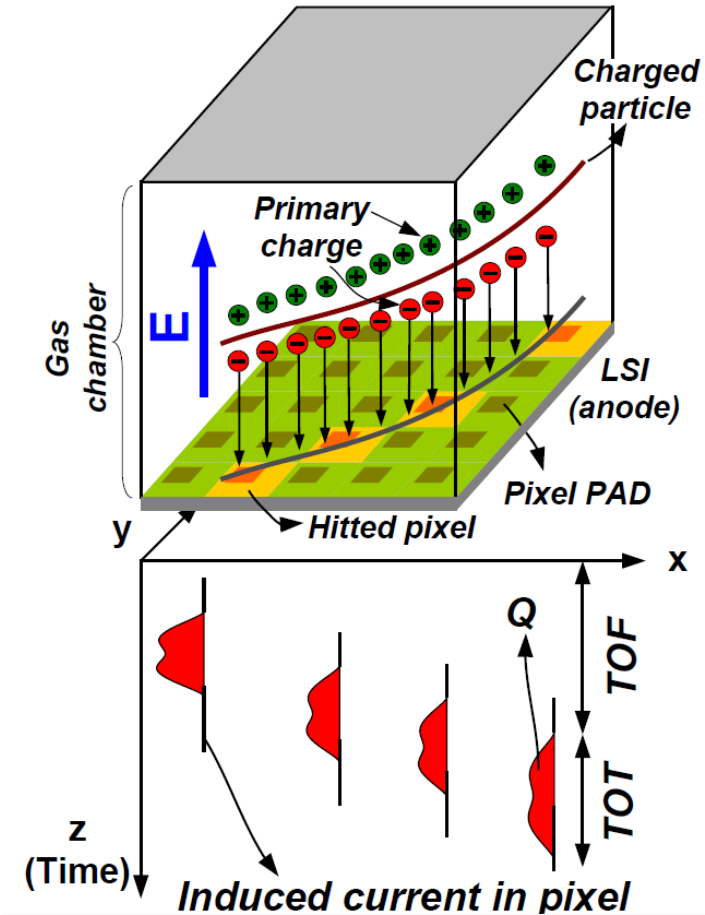 Charged
particle
Primary
charge
E
Gas
chamber
LSI
(anode)
Pixel PAD
Hitted pixel
y
x
Q
TOF
TOT
z
(Time)
Induced current in pixel